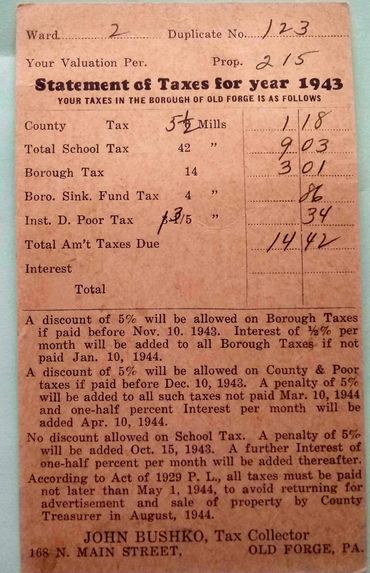 Ward 2 Duplicate No. 123
Your Valuation Per. Prop. 215
Statement of Taxes for year 1943
YOUR TAXES IN THE BOROUGH OF OLD FORGE IS AS FOLLOWS
County Tax 5½ Mills 1 18
Total School Tax 42 " 9 03
Borough Tax 14 3 01
Boro. Sink. Fund Tax 4 " 86
Inst. D. Poor Tax " 34
Total Am't Taxes Due 14 42
Interest
Total
A discount of 5% will be allowed on Borough Taxes
if paid before Nov. 10. 1943. Interest of ½% per
month will be added to all Borough Taxes if not
paid Jan. 10, 1944.
A discount of 5% will be allowed on County & Poor
taxes if paid before Dec. 10, 1943. A penalty of 5%
will be added to all such taxes not paid Mar. 10, 1944
and one-half percent Interest per month will be
added Apr. 10, 1944.
No discount allowed on School Tax. A penalty of 5%
will be added Oct. 15, 1943. A further Interest of
one-half percent per month will be added thereafter.
According to Act of 1929 P. L., all taxes must be paid
not later than May 1, 1944, to avoid returning for
advertisement and sale of property by County
Treasurer in August, 1944.
JOHN BUSHKO, Tax Collector
168 N. MAIN STREET, OLD FORGE, PA.